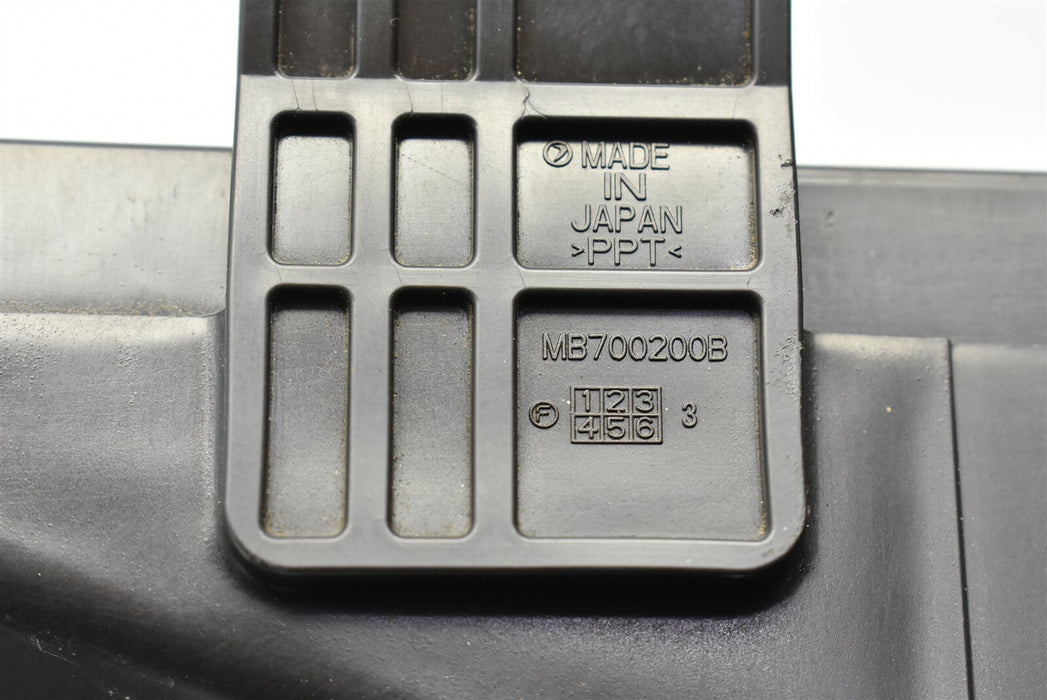 MADE
IN
JAPAN
>PPT<
MB700200B
F 123 3
456